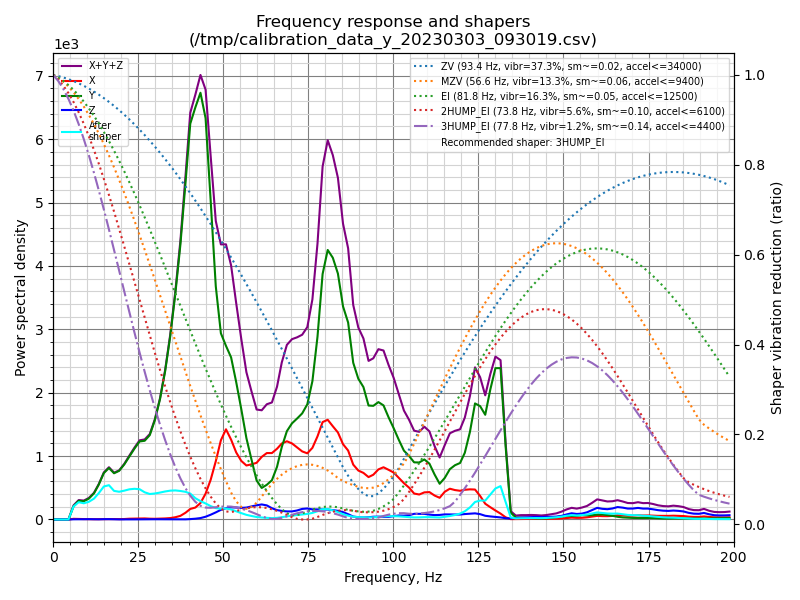 Frequency response and shapers
(/tmp/calibration_data_y_20230303_093019.csv)
1e3
X+Y+Z
X
Y
Z
After
shaper
ZV (93.4 Hz, vibr=37.3%, sm~=0.02, accel<=34000)
MZV (56.6 Hz, vibr=13.3%, sm~=0.06, accel<=9400)
EI (81.8 Hz, vibr=16.3%, sm~=0.05, accel<=12500)
2HUMP_EI (73.8 Hz, vibr=5.6%, sm~=0.10, accel<=6100)
3HUMP_EI (77.8 Hz, vibr=1.2%, sm~=0.14, accel<=4400)
Recommended shaper: 3HUMP_EI
Power spectral density
7
6
5
4
3
2
1
0
1.0
0.8
0.6
0.4
0.2
0.0
Shaper vibration reduction (ratio)
0 25 50 75 100 125 150 175 200
Frequency, Hz